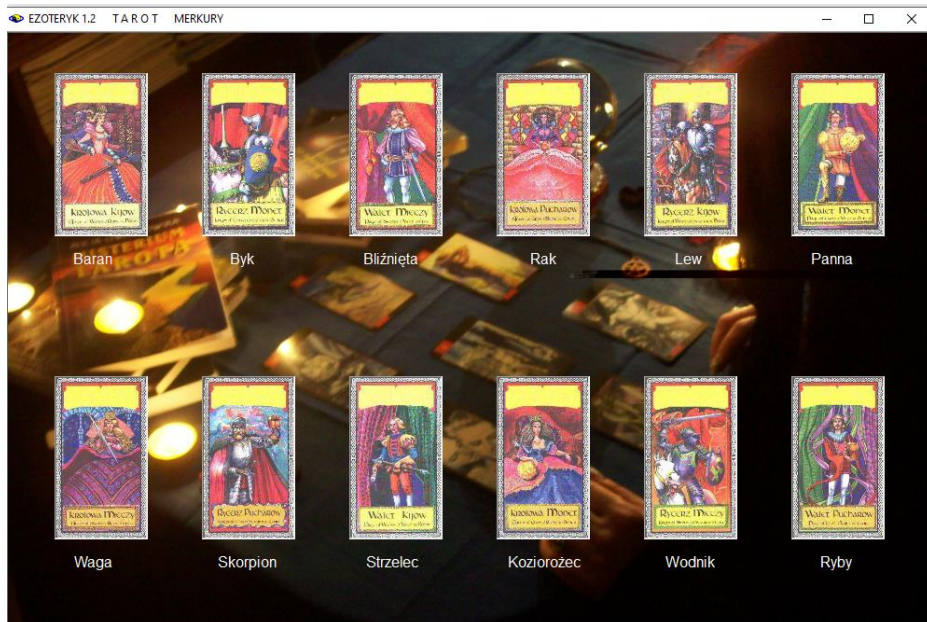 EZOTERYK 1.2 T A R O T MERKURY
MISTERIUM
TAROTA
Królowa Kijów
Rycerz Monet
Walet Mieczy
Królowa Pucharów
Rycerz Kijów
Walet Monet
Baran
Byk
Bliźnięta
Rak
Lew
Panna
Królowa Mieczy
Rycerz Pucharów
Walet Kijów
Królowa Monet
Rycerz Mieczy
Walet Pucharów
Waga
Skorpion
Strzelec
Koziorożec
Wodnik
Ryby